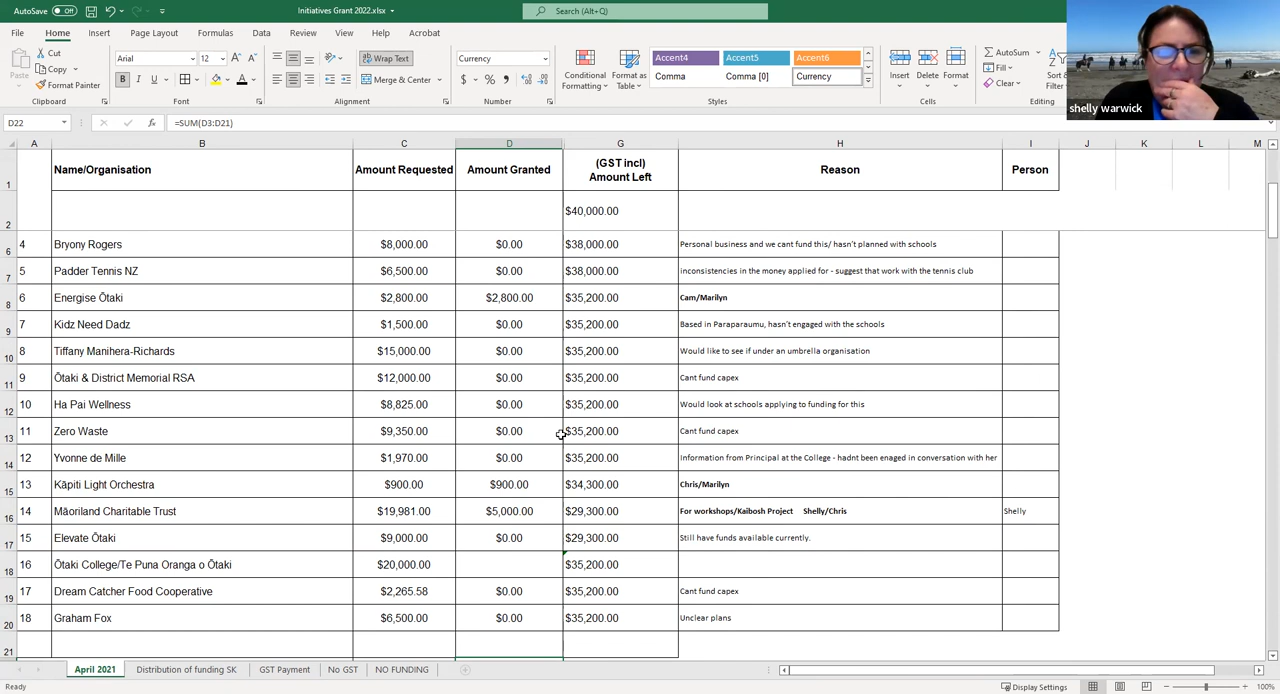 AutoSave Off Initiatives Grant 2022.xlsx Search (Alt+Q)
File Home Insert Page Layout Formulas Data Review View Help Acrobat
Paste Cut Copy Format Painter Clipboard
Arial 12 A A B I U A Font
Wrap Text Merge & Center Alignment
Currency $ % , Number
Conditional Formatting Format as Table
Accent4 Accent5 Accent6
Comma Comma [0] Currency
Styles
Insert Delete Format Cells
AutoSum Fill Clear Sort & Filter Editing
shelly warwick
D22 fx =SUM(D3:D21)
A B C D G H I J K L M
1 Name/Organisation Amount Requested Amount Granted (GST incl) Amount Left Reason Person
2 $40,000.00
6 4 Bryony Rogers $8,000.00 $0.00 $38,000.00 Personal business and we cant fund this/ hasn't planned with schools
7 5 Padder Tennis NZ $6,500.00 $0.00 $38,000.00 inconsistencies in the money applied for - suggest that work with the tennis club
8 6 Energise Ōtaki $2,800.00 $2,800.00 $35,200.00 Cam/Marilyn
9 7 Kidz Need Dadz $1,500.00 $0.00 $35,200.00 Based in Paraparaumu, hasn't engaged with the schools
10 8 Tiffany Manihera-Richards $15,000.00 $0.00 $35,200.00 Would like to see if under an umbrella organisation
11 9 Ōtaki & District Memorial RSA $12,000.00 $0.00 $35,200.00 Cant fund capex
12 10 Ha Pai Wellness $8,825.00 $0.00 $35,200.00 Would look at schools applying to funding for this
13 11 Zero Waste $9,350.00 $0.00 $35,200.00 Cant fund capex
14 12 Yvonne de Mille $1,970.00 $0.00 $35,200.00 Information from Principal at the College - hadnt been enaged in conversation with her
15 13 Kāpiti Light Orchestra $900.00 $900.00 $34,300.00 Chris/Marilyn
16 14 Māoriland Charitable Trust $19,981.00 $5,000.00 $29,300.00 For workshops/Kaibosh Project Shelly/Chris Shelly
17 15 Elevate Ōtaki $9,000.00 $0.00 $29,300.00 Still have funds available currently.
18 16 Ōtaki College/Te Puna Oranga o Ōtaki $20,000.00 $35,200.00
19 17 Dream Catcher Food Cooperative $2,265.58 $0.00 $35,200.00 Cant fund capex
20 18 Graham Fox $6,500.00 $0.00 $35,200.00 Unclear plans
21
April 2021 Distribution of funding SK GST Payment No GST NO FUNDING
Ready Display Settings 100%